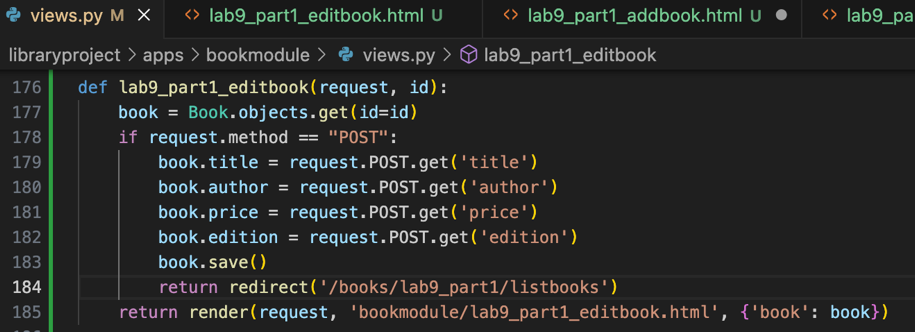 views.py M
lab9_part1_editbook.html U
lab9_part1_addbook.html U
lab9_pa
libraryproject > apps > bookmodule > views.py > lab9_part1_editbook
176 def lab9_part1_editbook(request, id):
177 book = Book.objects.get(id=id)
178 if request.method == "POST":
179 book.title = request.POST.get('title')
180 book.author = request.POST.get('author')
181 book.price = request.POST.get('price')
182 book.edition = request.POST.get('edition')
183 book.save()
184 return redirect('/books/lab9_part1/listbooks')
185 return render(request, 'bookmodule/lab9_part1_editbook.html', {'book': book})